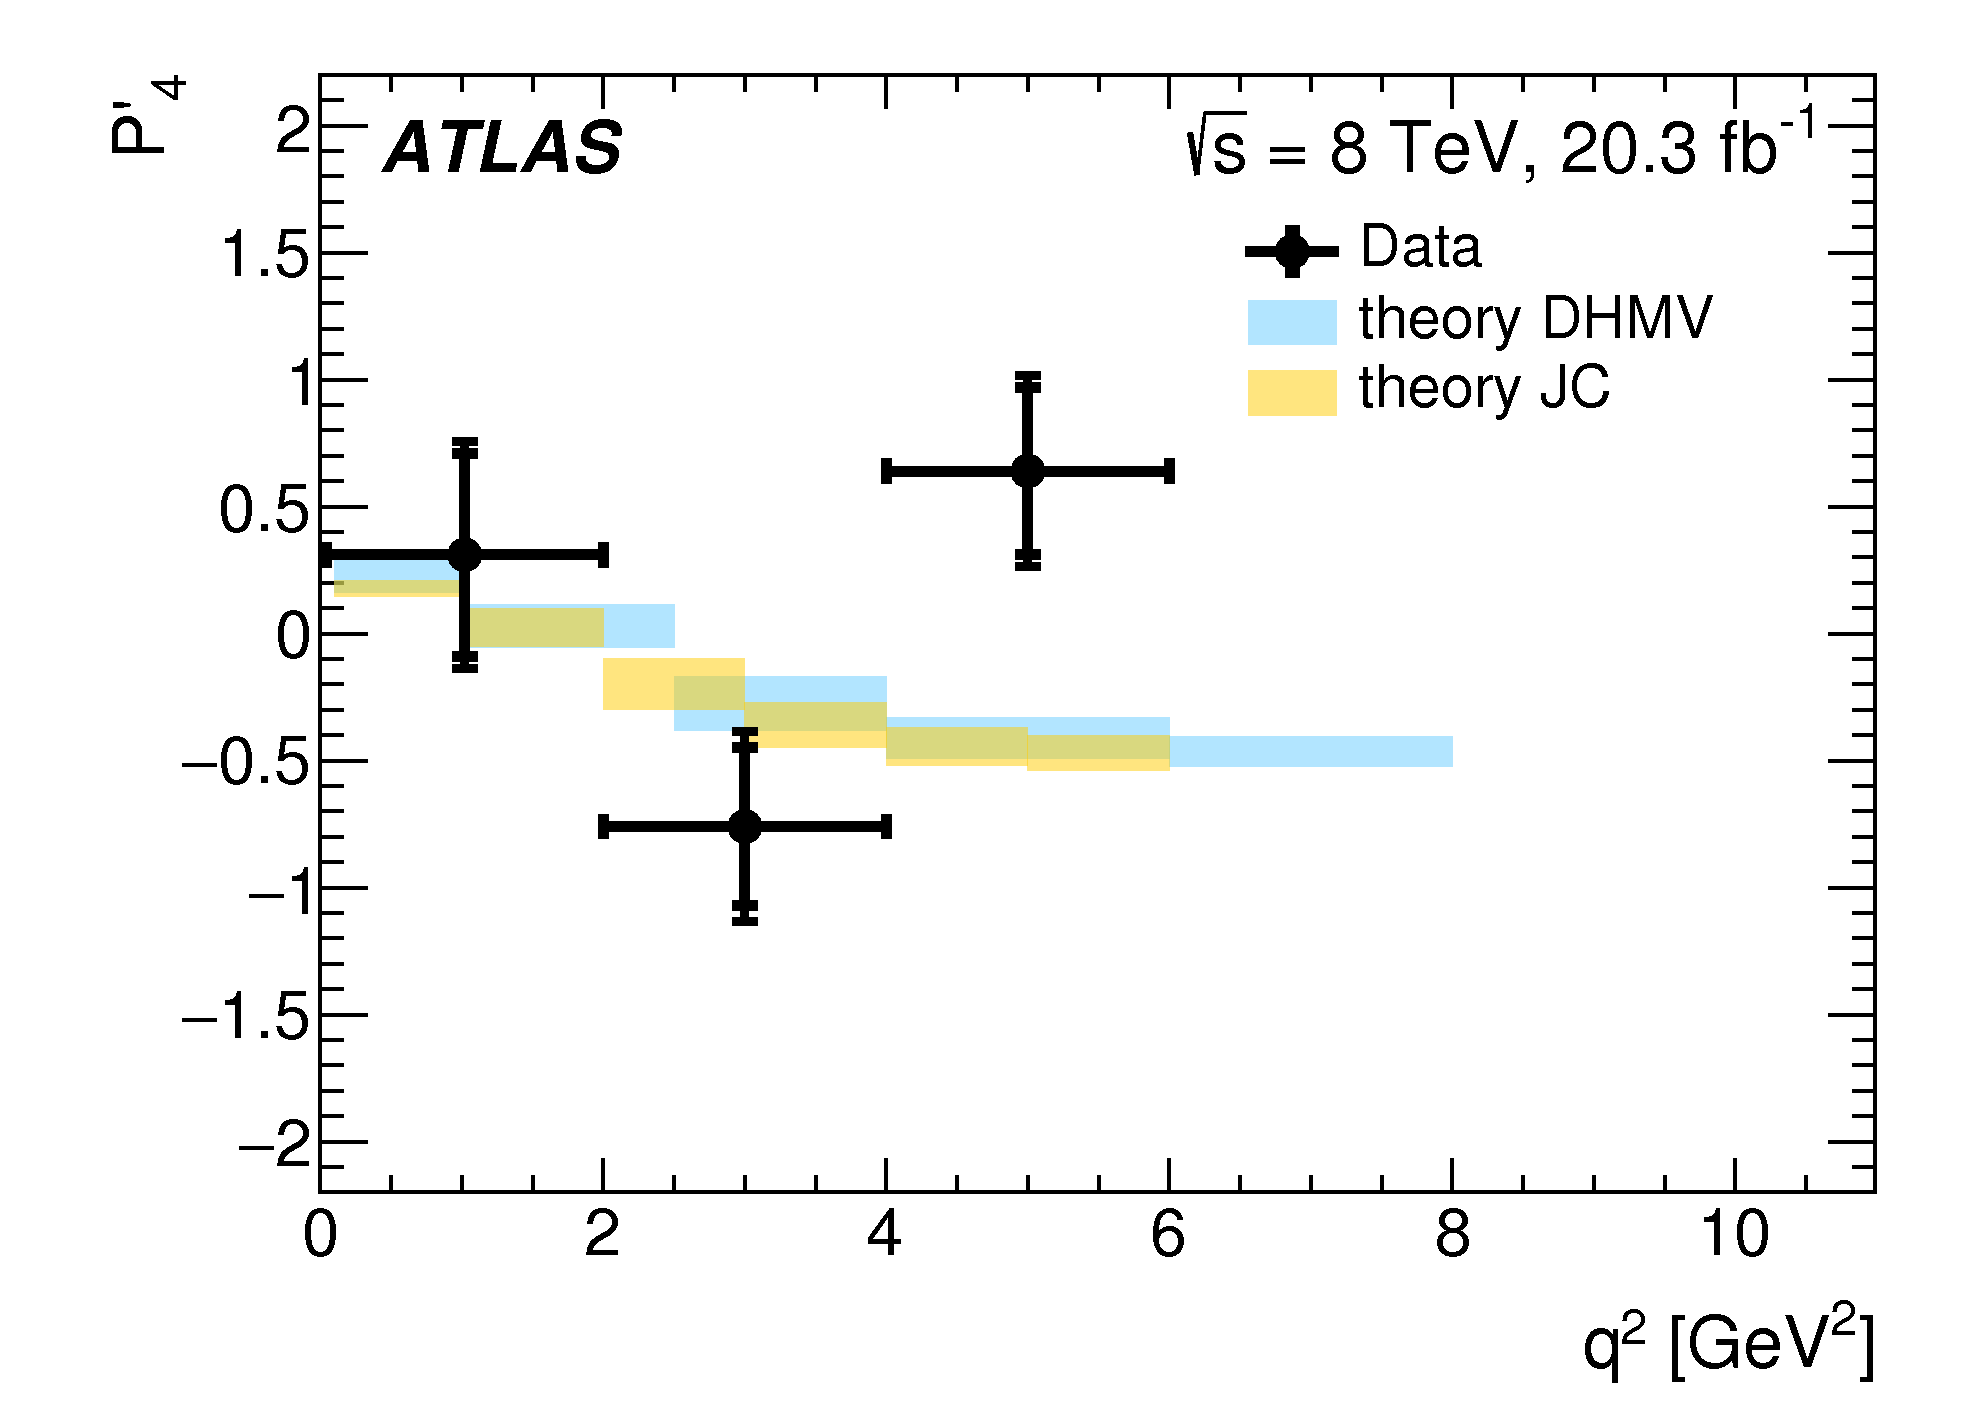 P'₄
ATLAS
√s = 8 TeV, 20.3 fb⁻¹
Data
theory DHMV
theory JC
2
1.5
1
0.5
0
−0.5
−1
−1.5
−2
0 2 4 6 8 10
q² [GeV²]